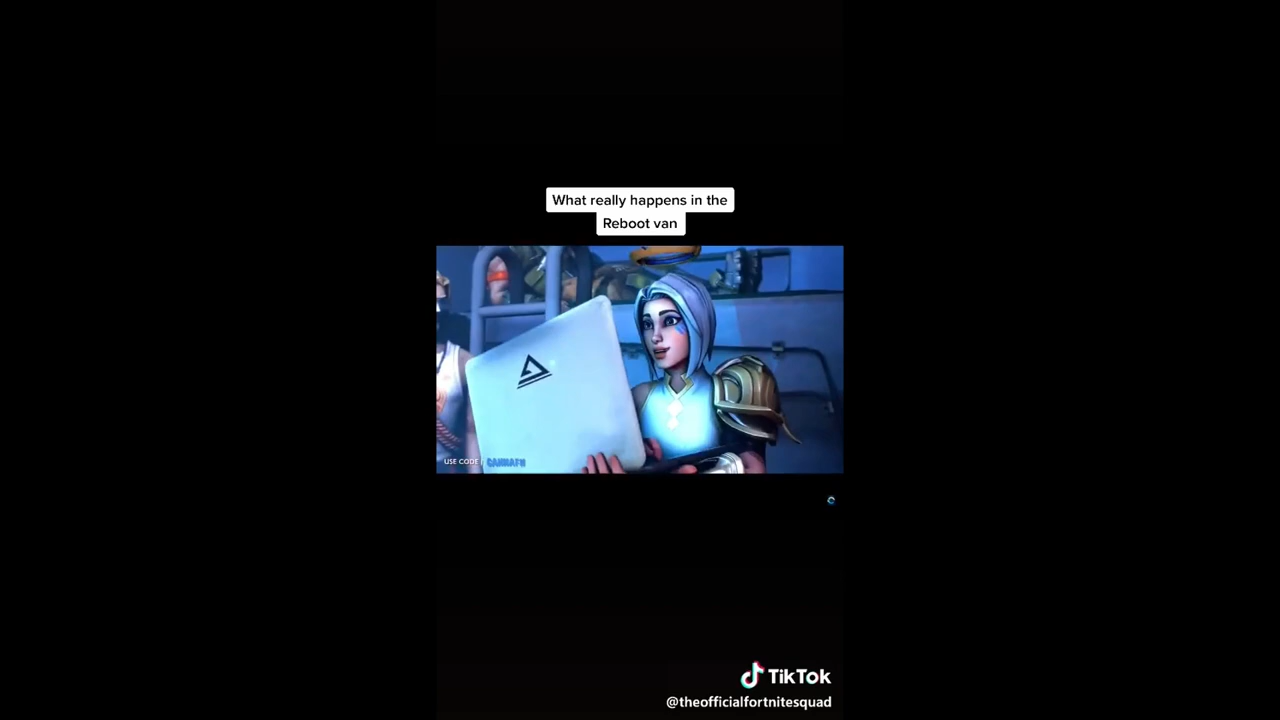 What really happens in the
Reboot van
USE CODE
TikTok
@theofficialfortnitesquad